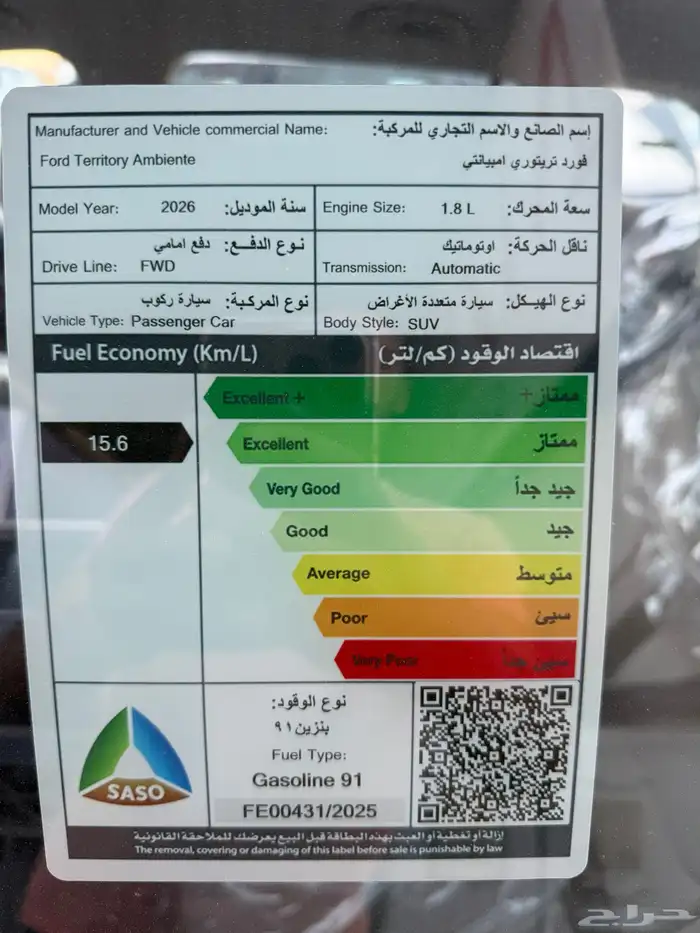 Manufacturer and Vehicle commercial Name: إسم الصانع والاسم التجاري للمركبة:
Ford Territory Ambiente فورد تريتوري امبيانتي
Model Year: 2026 سنة الموديل:
Engine Size: 1.8 L سعة المحرك:
نوع الدفـع: دفع امامي
Drive Line: FWD
ناقل الحركة: اوتوماتيك
Transmission: Automatic
نوع المركـبة: سيارة ركوب
Vehicle Type: Passenger Car
نوع الهيـكل: سيارة متعددة الأغراض
Body Style: SUV
Fuel Economy (Km/L) اقتصاد الوقود (كم/لتر)
Excellent + ممتاز+
15.6
Excellent ممتاز
Very Good جيد جداً
Good جيد
Average متوسط
Poor سيئ
Very Poor سيئ جداً
نوع الوقود:
بنزين ٩١
Fuel Type:
Gasoline 91
FE00431/2025
SASO
إزالة أو تغطية أو العبث بهذه البطاقة قبل البيع يعرضك للملاحقة القانونية
The removal, covering or damaging of this label before sale is punishable by law
حراج